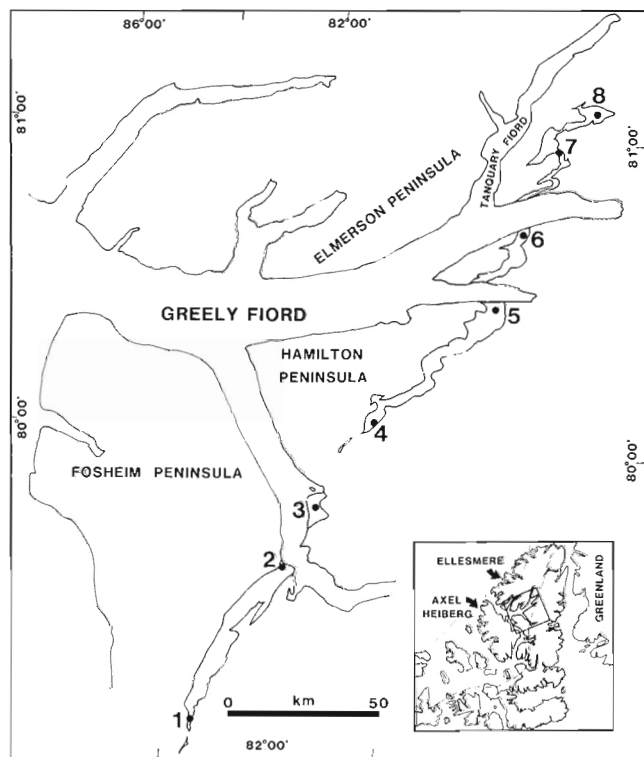 86°00'
82°00'
81°00'
8
81°00'
7
TANQUARY FIORD
ELMERSON PENINSULA
6
GREELY FIORD
5
HAMILTON
PENINSULA
80°00'
4
80°00'
FOSHEIM PENINSULA
3
2
ELLESMERE
AXEL
HEIBERG
GREENLAND
0 km 50
1
82°00'